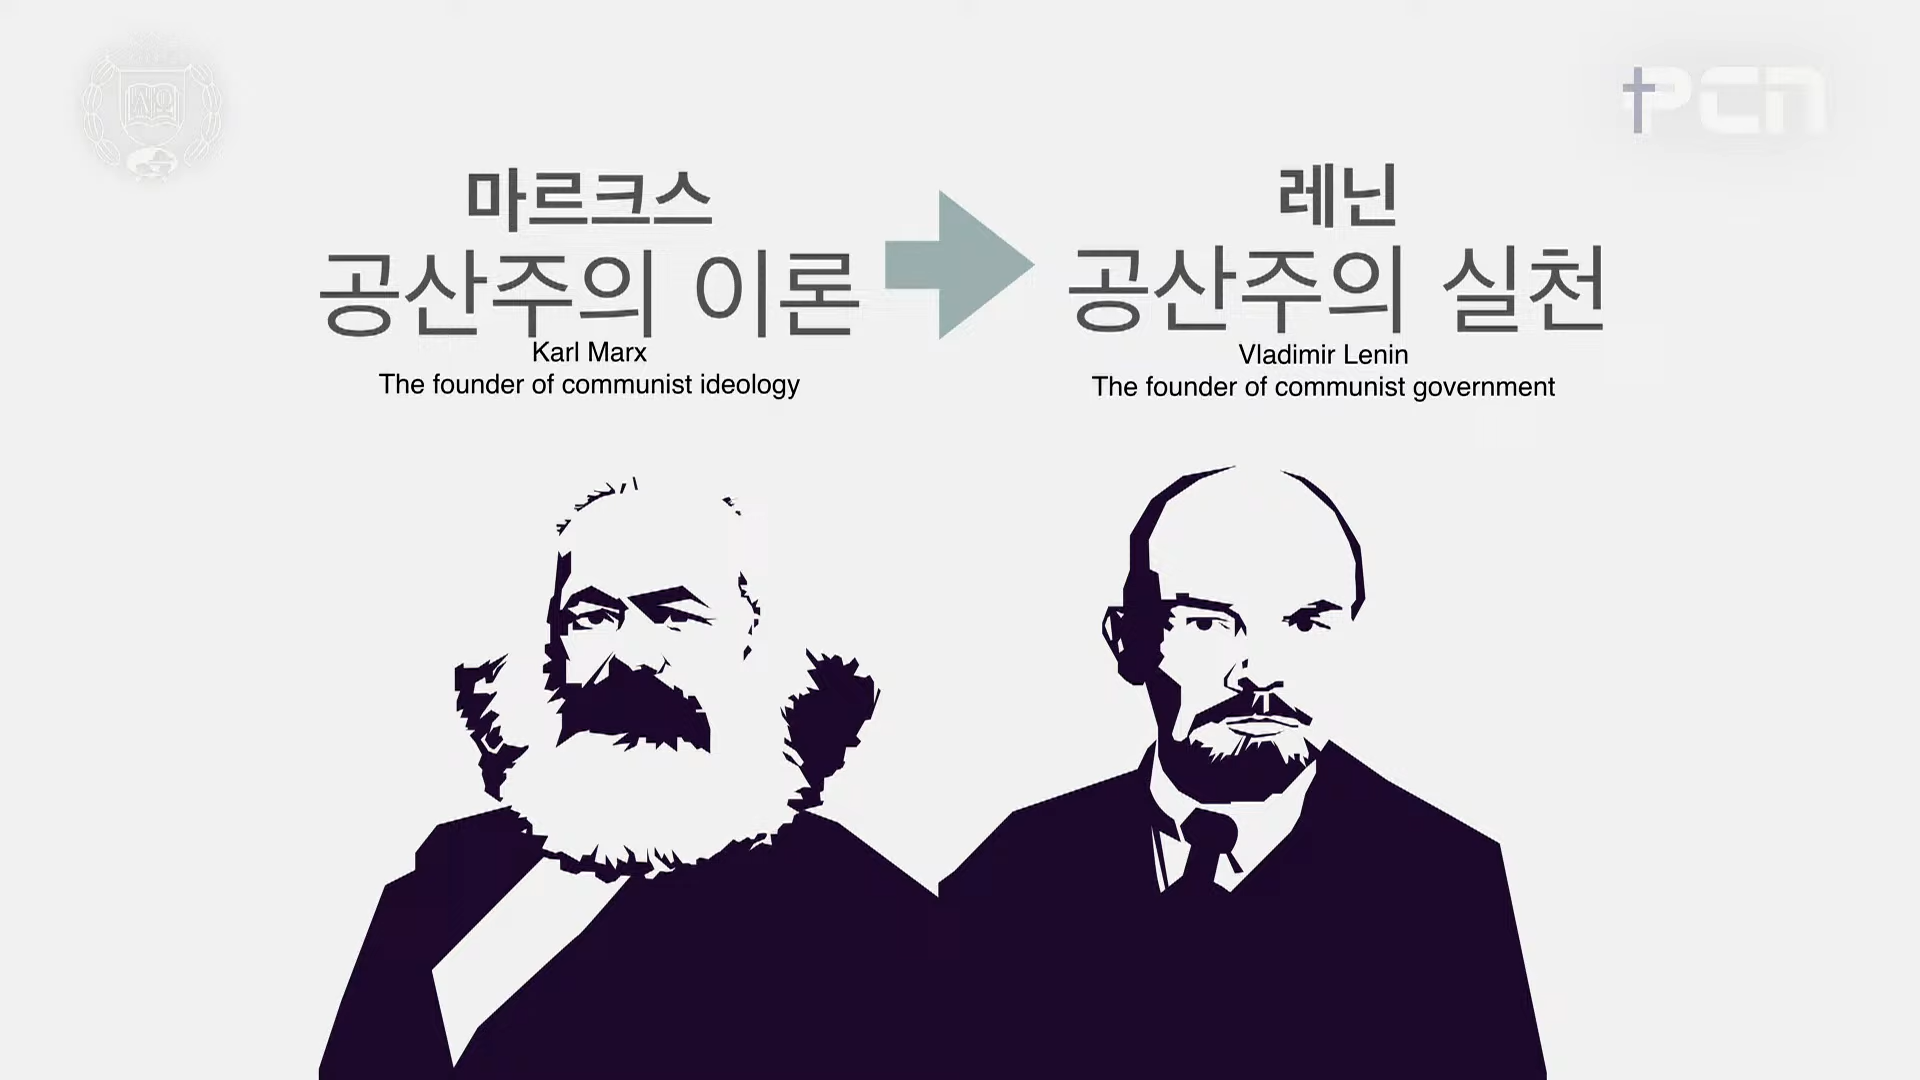 ΑΩ
PCN
마르크스
공산주의 이론
Karl Marx
The founder of communist ideology
레닌
공산주의 실천
Vladimir Lenin
The founder of communist government